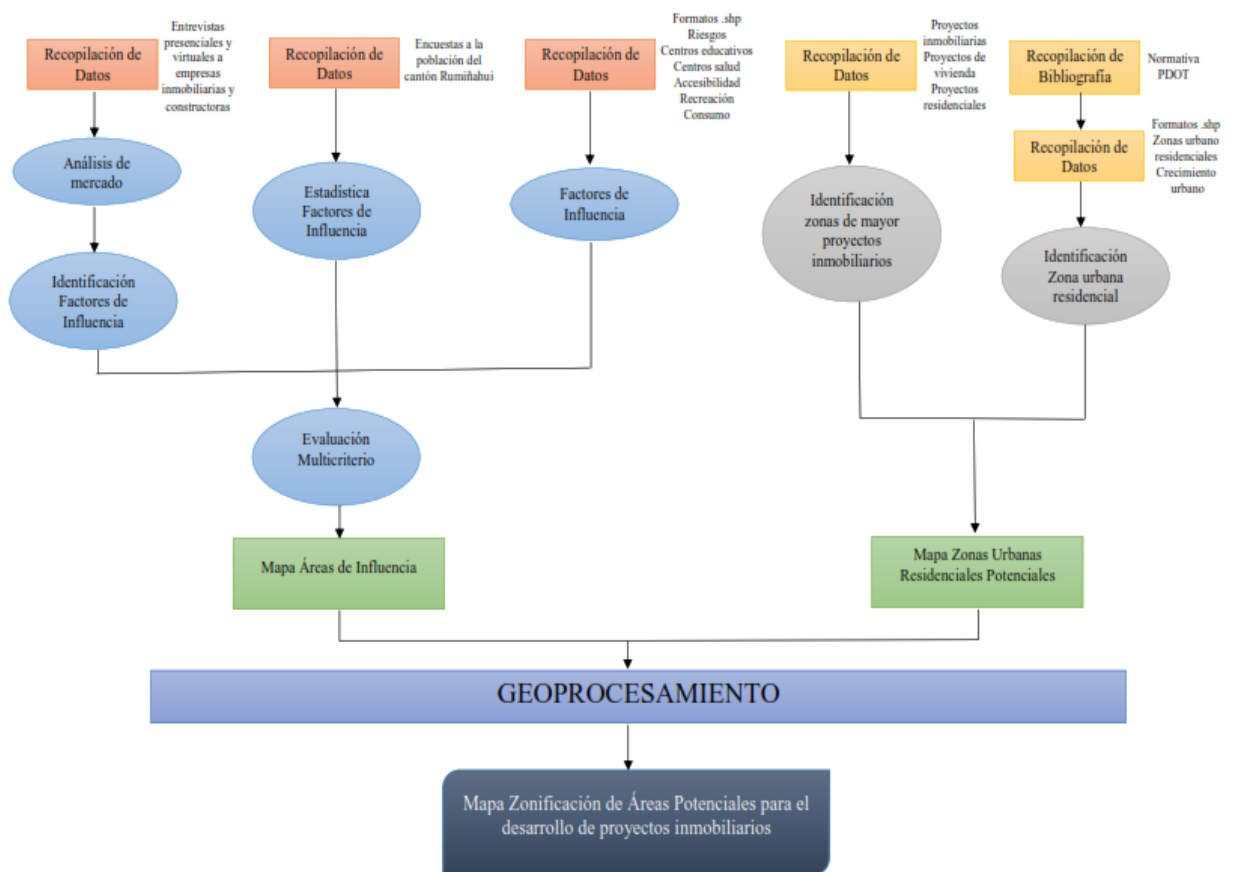 Recopilación de
Datos
Entrevistas
presenciales y
virtuales a
empresas
inmobiliarias y
constructoras
Recopilación de
Datos
Encuestas a la
población del
cantón Rumiñahui
Recopilación de
Datos
Formatos .shp
Riesgos
Centros educativos
Centros salud
Accesibilidad
Recreación
Consumo
Recopilación de
Datos
Proyectos
inmobiliarias
Proyectos de
vivienda
Proyectos
residenciales
Recopilación de
Bibliografía
Normativa
PDOT
Recopilación de
Datos
Formatos .shp
Zonas urbano
residenciales
Crecimiento
urbano
Análisis de
mercado
Estadística
Factores de
Influencia
Factores de
Influencia
Identificación
zonas de mayor
proyectos
inmobiliarios
Identificación
Zona urbana
residencial
Identificación
Factores de
Influencia
Evaluación
Multicriterio
Mapa Áreas de Influencia
Mapa Zonas Urbanas
Residenciales Potenciales
GEOPROCESAMIENTO
Mapa Zonificación de Áreas Potenciales para el
desarrollo de proyectos inmobiliarios